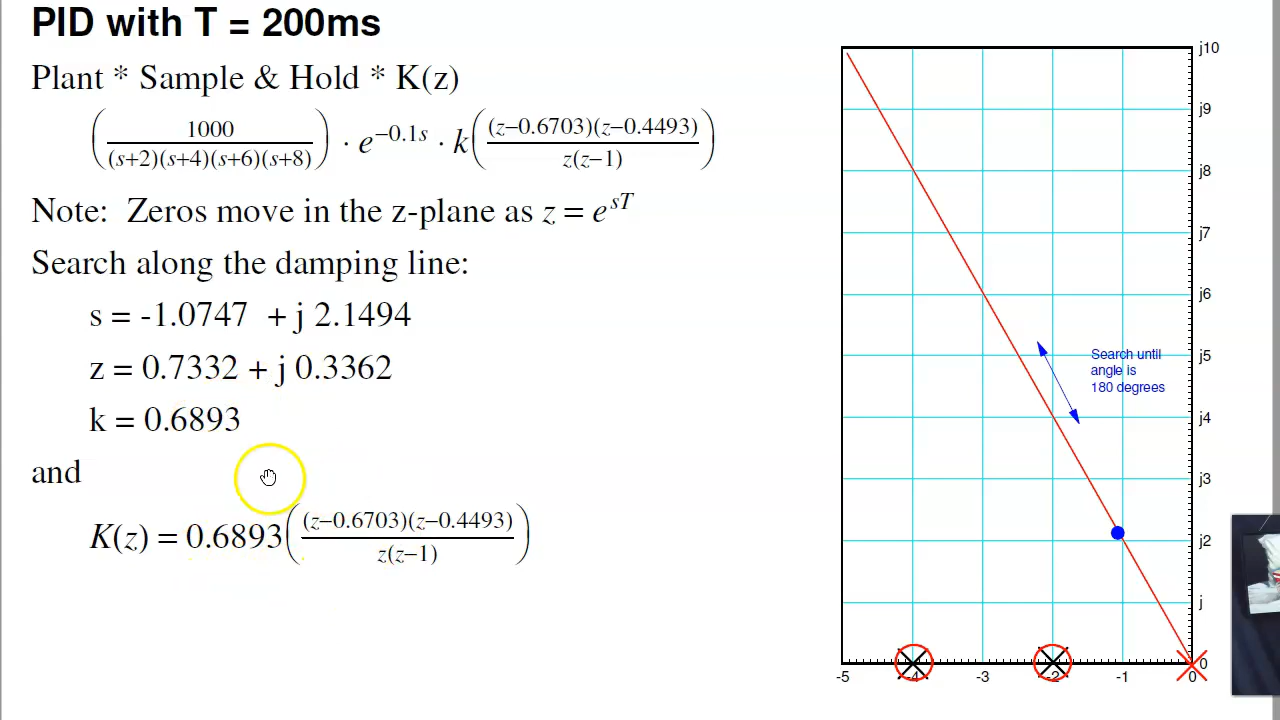 PID with T = 200ms
Plant * Sample & Hold * K(z)
(1000/((s+2)(s+4)(s+6)(s+8))) · e^{−0.1s} · k((z−0.6703)(z−0.4493)/(z(z−1)))
Note: Zeros move in the z-plane as z = e^{sT}
Search along the damping line:
s = -1.0747 + j 2.1494
z = 0.7332 + j 0.3362
k = 0.6893
and
K(z) = 0.6893((z−0.6703)(z−0.4493)/(z(z−1)))
j10
j9
j8
j7
j6
j5
j4
j3
j2
j
0
Search until
angle is
180 degrees
-5 -4 -3 -2 -1 0